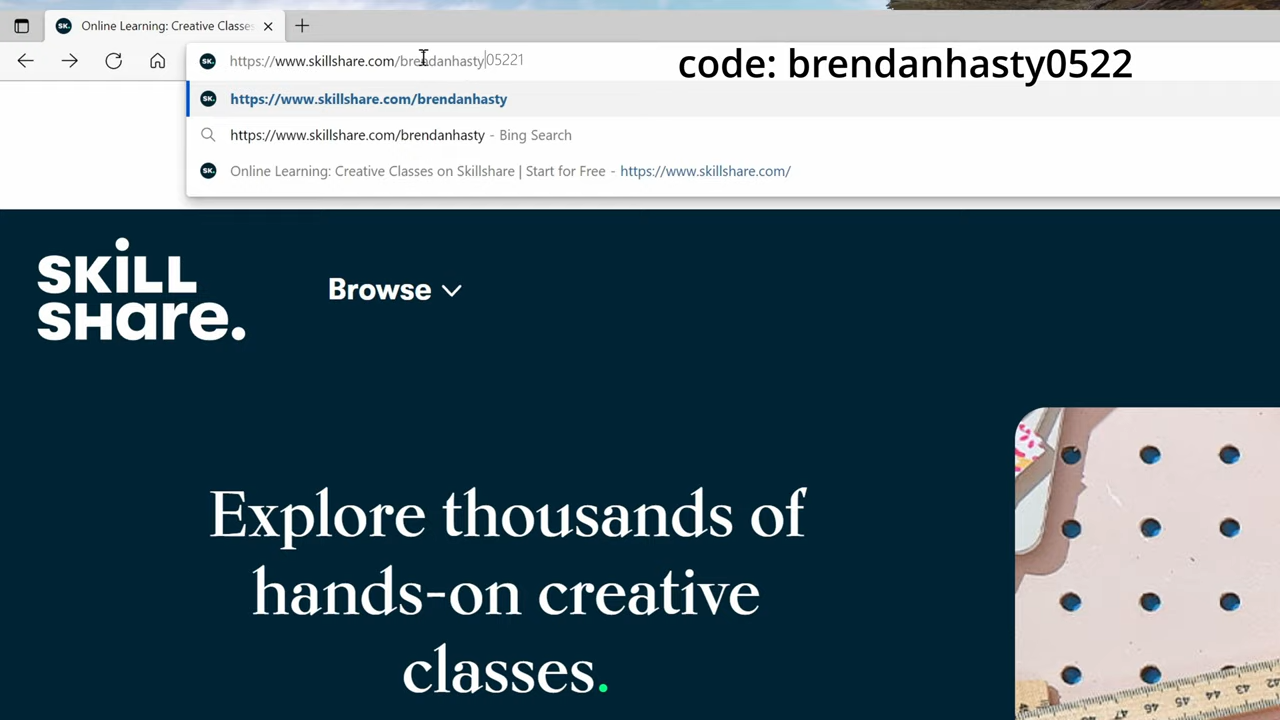 Online Learning: Creative Classes
https://www.skillshare.com/brendanhasty05221
code: brendanhasty0522
https://www.skillshare.com/brendanhasty
https://www.skillshare.com/brendanhasty - Bing Search
Online Learning: Creative Classes on Skillshare | Start for Free - https://www.skillshare.com/
SKiLL
SHare.
Browse
Explore thousands of
hands-on creative
classes.